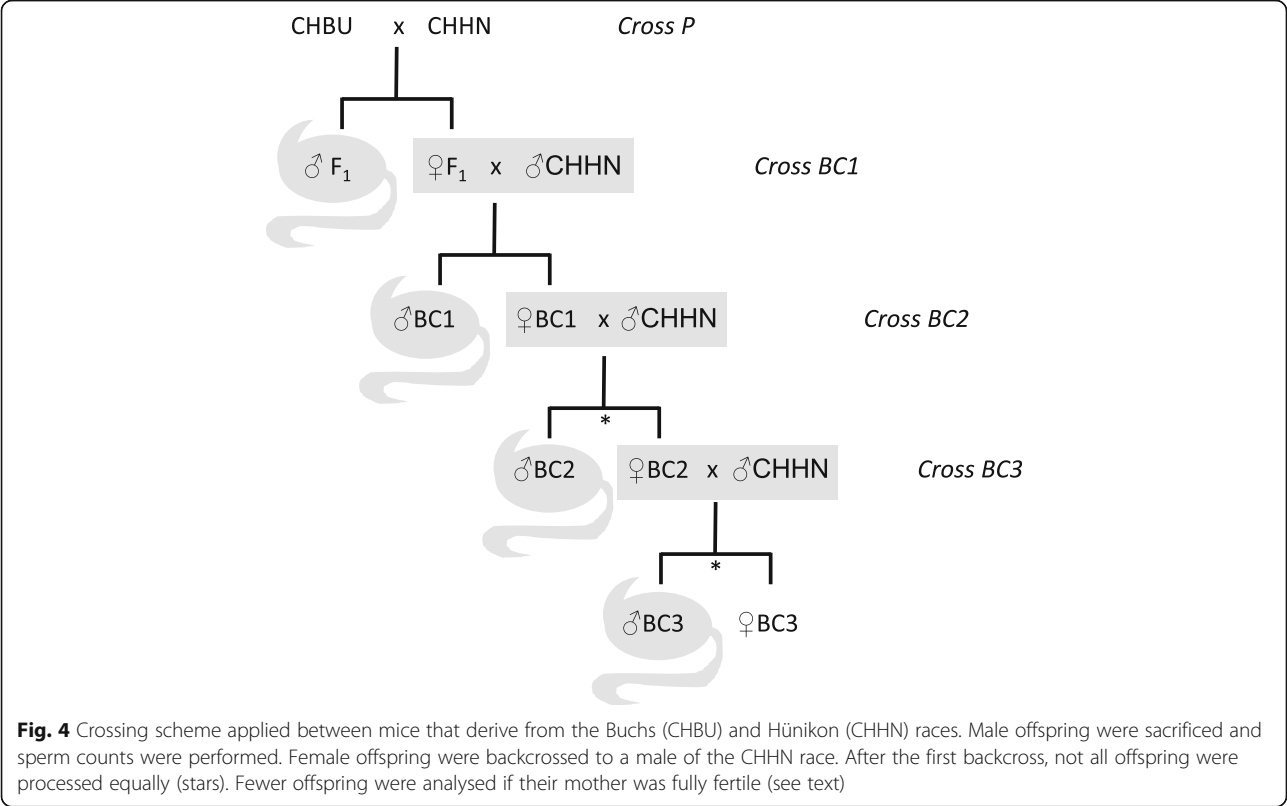 CHBU x CHHN Cross P
♂ F1 ♀F1 x ♂CHHN Cross BC1
♂BC1 ♀BC1 x ♂CHHN Cross BC2
*
♂BC2 ♀BC2 x ♂CHHN Cross BC3
*
♂BC3 ♀BC3
Fig. 4 Crossing scheme applied between mice that derive from the Buchs (CHBU) and Hünikon (CHHN) races. Male offspring were sacrificed and
sperm counts were performed. Female offspring were backcrossed to a male of the CHHN race. After the first backcross, not all offspring were
processed equally (stars). Fewer offspring were analysed if their mother was fully fertile (see text)